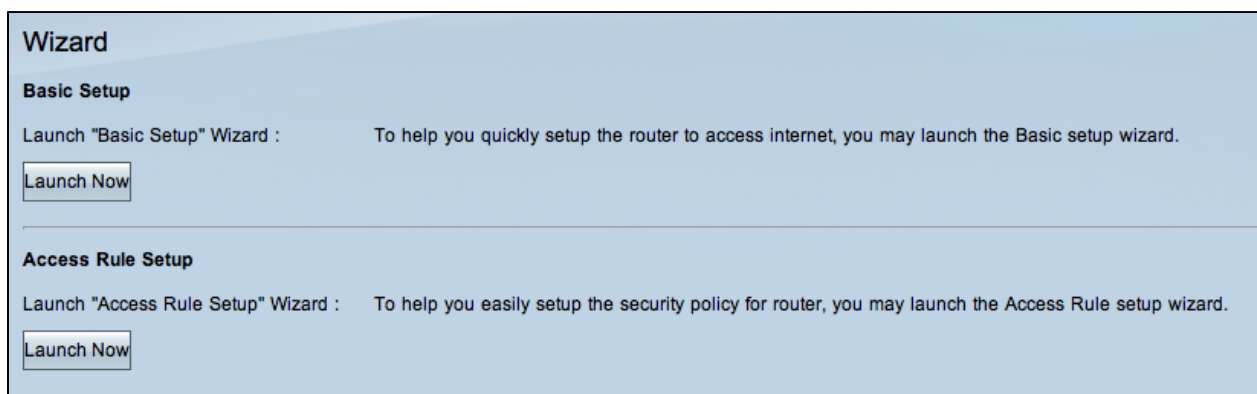 Wizard
Basic Setup
Launch "Basic Setup" Wizard : To help you quickly setup the router to access internet, you may launch the Basic setup wizard.
Launch Now
Access Rule Setup
Launch "Access Rule Setup" Wizard : To help you easily setup the security policy for router, you may launch the Access Rule setup wizard.
Launch Now